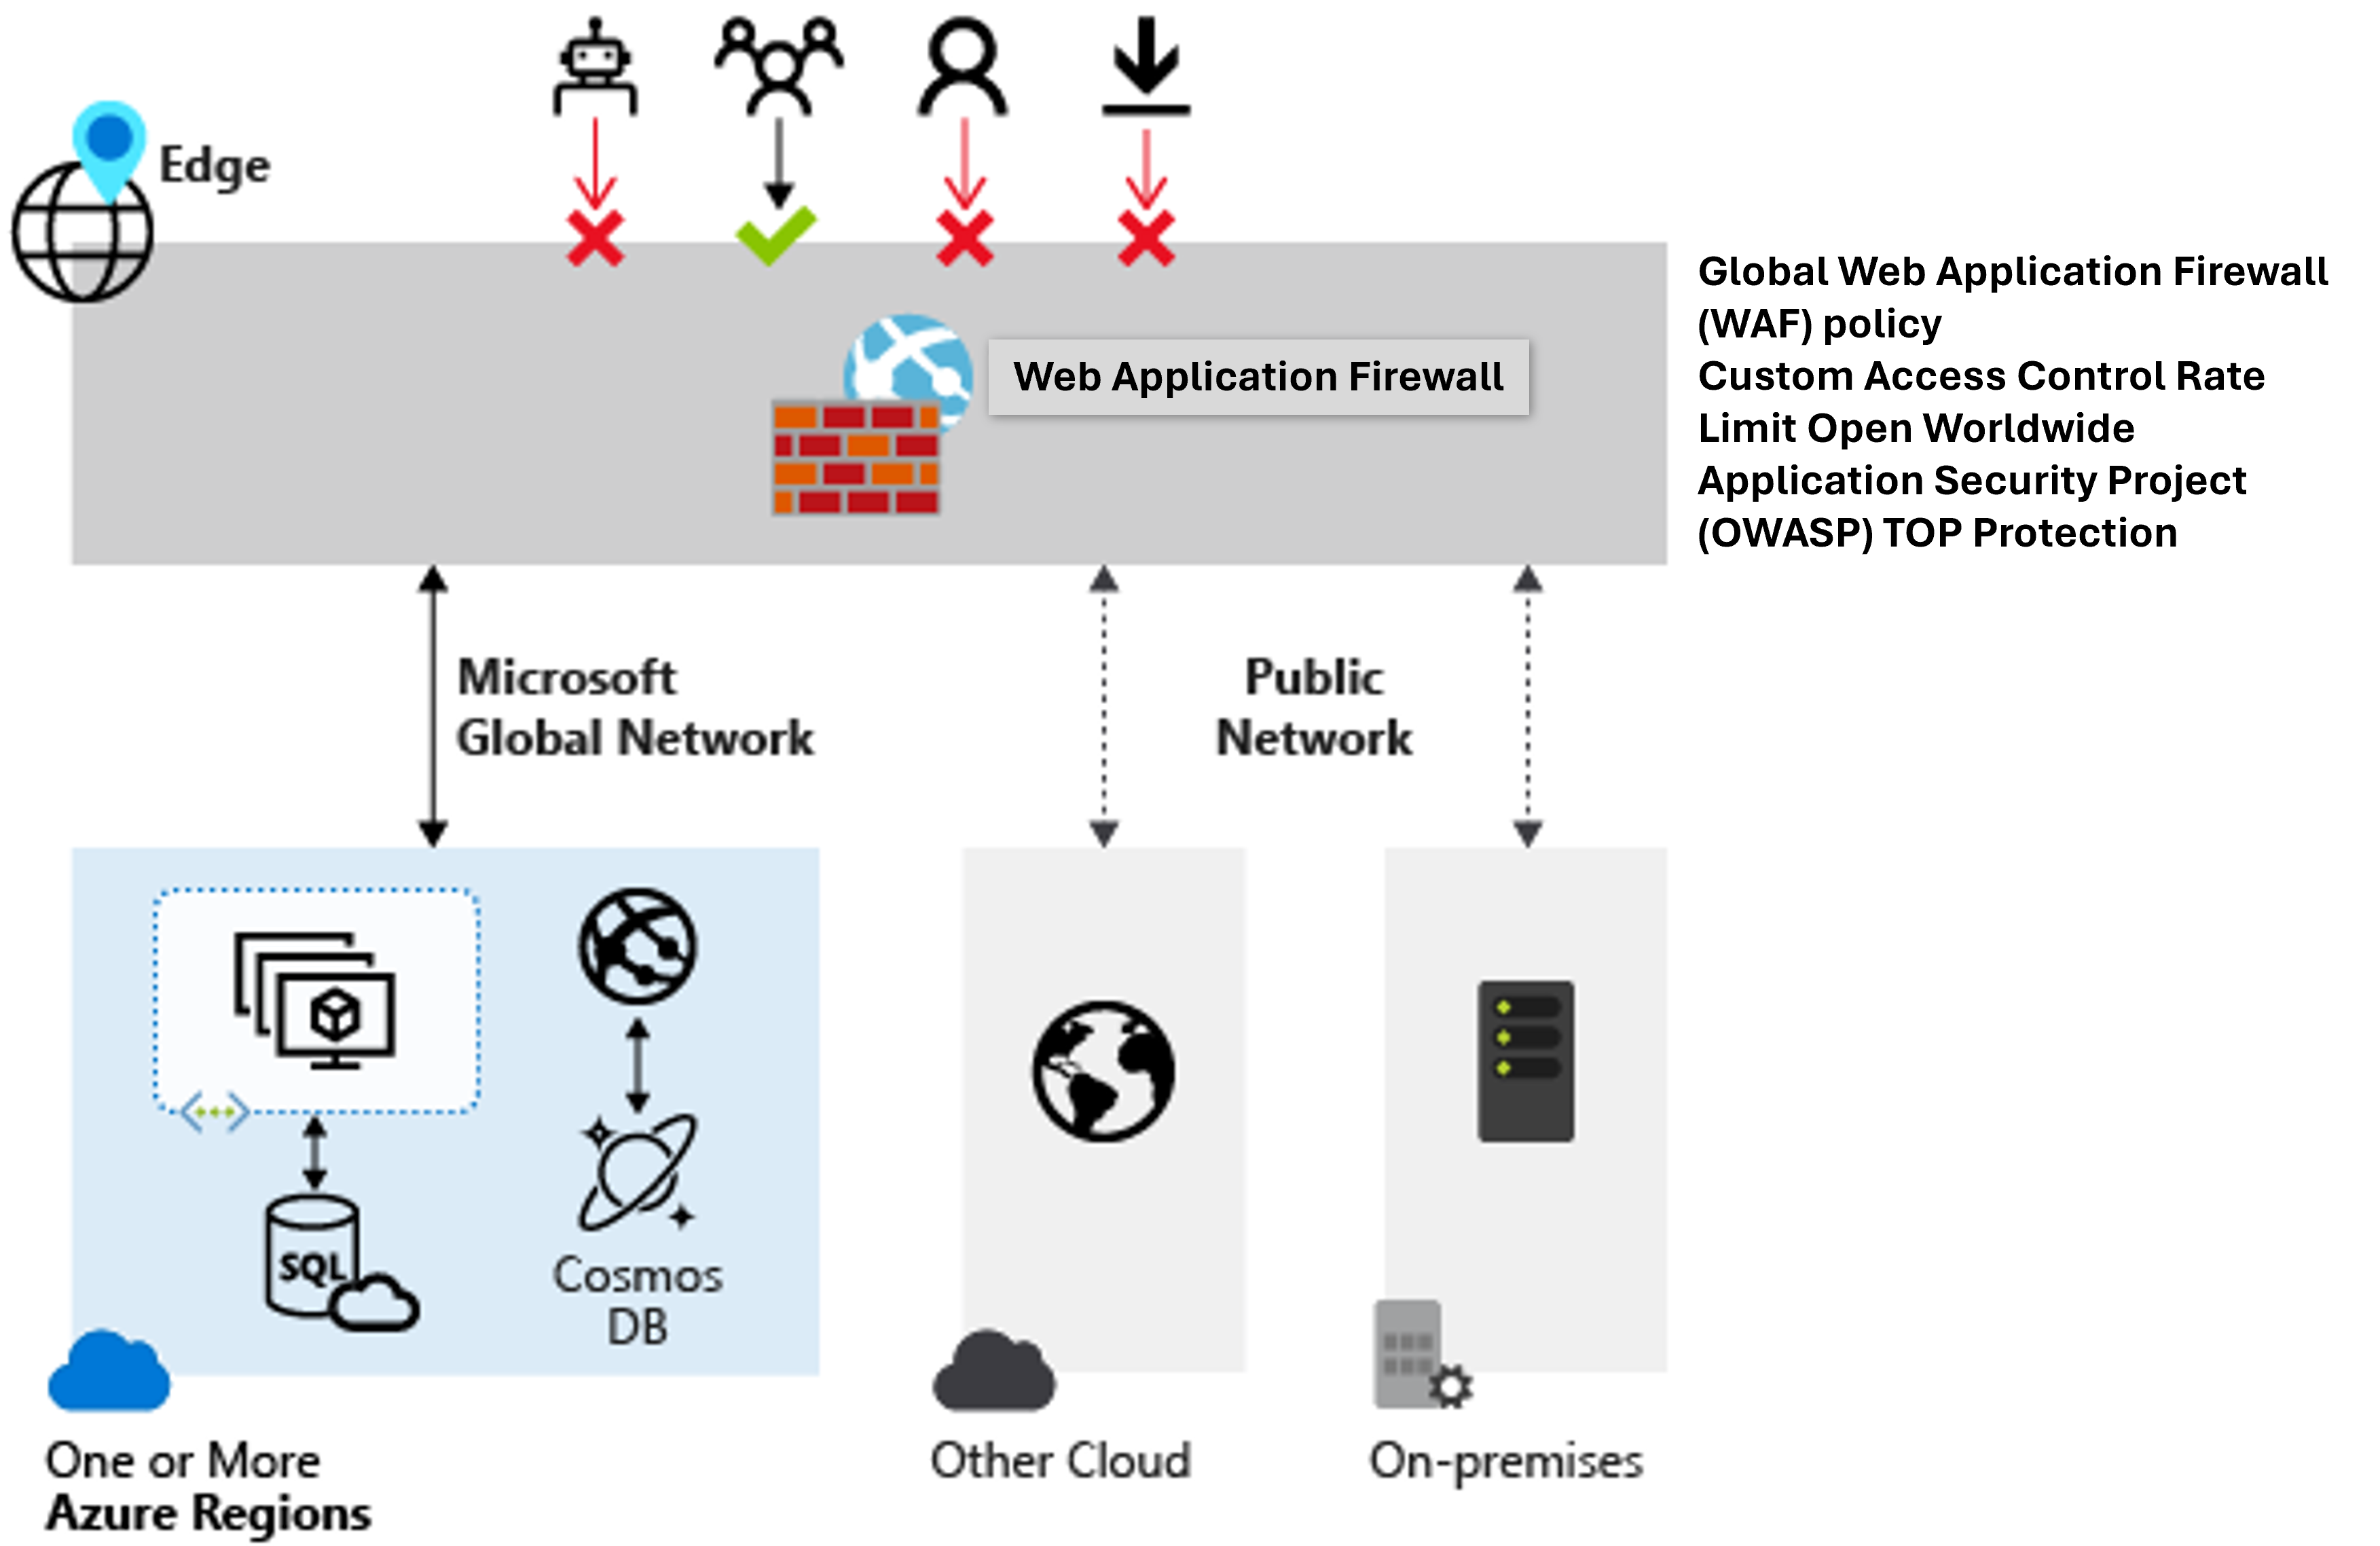 Edge
Global Web Application Firewall
(WAF) policy
Custom Access Control Rate
Limit Open Worldwide
Application Security Project
(OWASP) TOP Protection
Web Application Firewall
Microsoft
Global Network
Public
Network
SQL
Cosmos
DB
One or More
Azure Regions
Other Cloud
On-premises